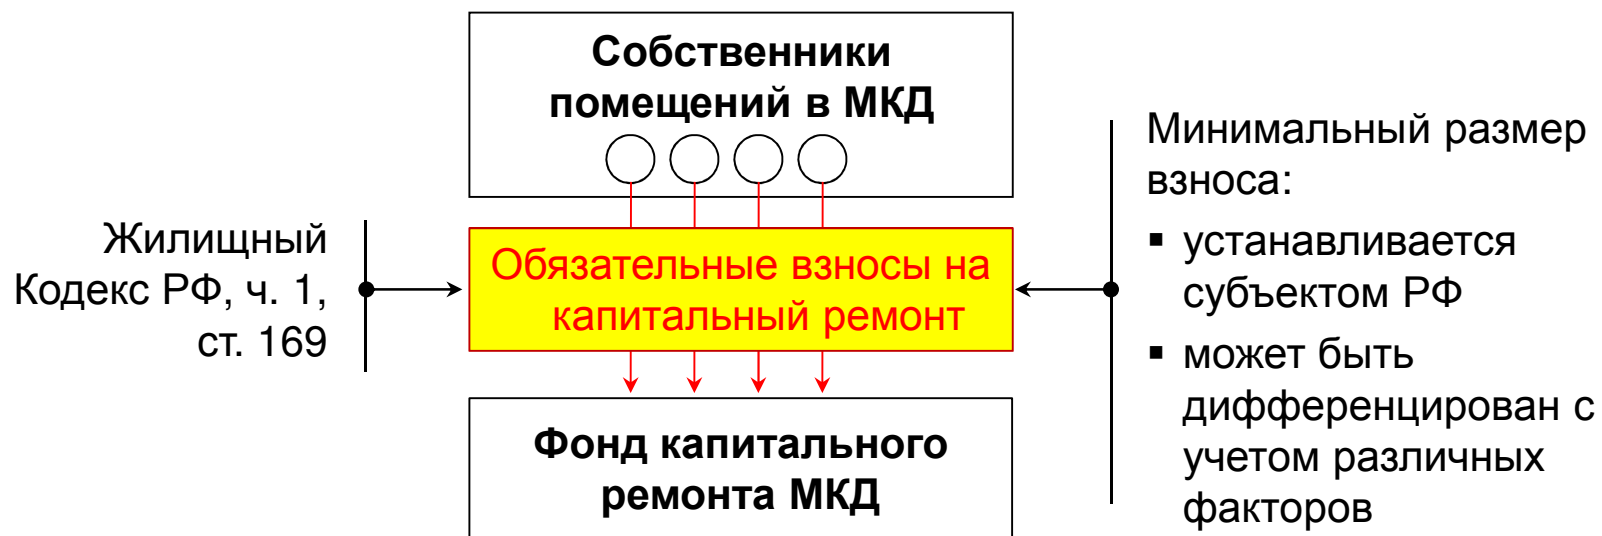 Собственники
помещений в МКД
Жилищный
Кодекс РФ, ч. 1,
ст. 169
Обязательные взносы на
капитальный ремонт
Фонд капитального
ремонта МКД
Минимальный размер
взноса:
▪ устанавливается
субъектом РФ
▪ может быть
дифференцирован с
учетом различных
факторов